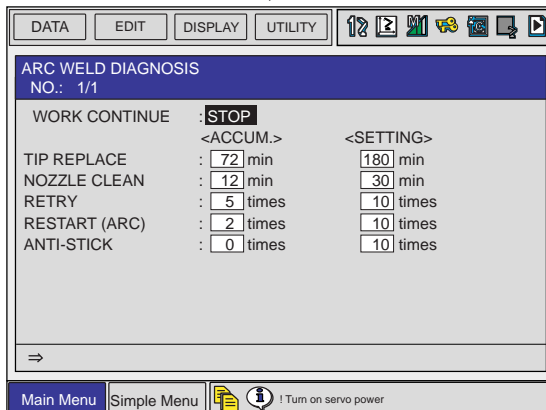 DATA EDIT DISPLAY UTILITY
ARC WELD DIAGNOSIS
NO.: 1/1
WORK CONTINUE :STOP
<ACCUM.> <SETTING>
TIP REPLACE : 72 min 180 min
NOZZLE CLEAN : 12 min 30 min
RETRY : 5 times 10 times
RESTART (ARC) : 2 times 10 times
ANTI-STICK : 0 times 10 times
⇒
Main Menu Simple Menu ! Turn on servo power